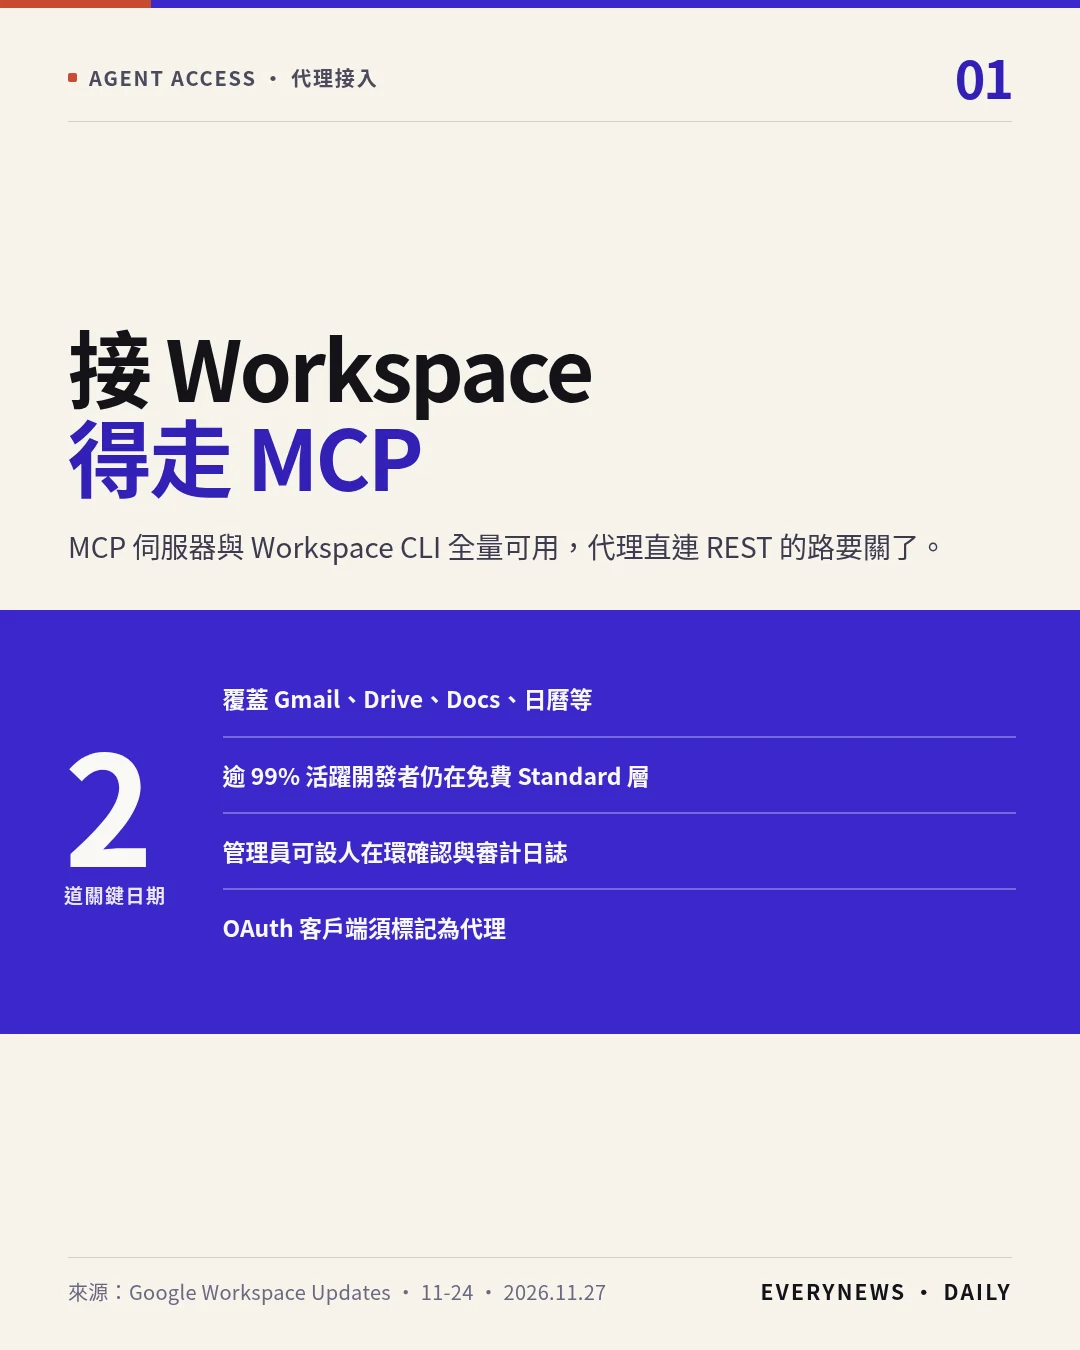 AGENT ACCESS ・ 代理接入
01
接 Workspace
得走 MCP
MCP 伺服器與 Workspace CLI 全量可用，代理直連 REST 的路要關了。
2
道關鍵日期
覆蓋 Gmail、Drive、Docs、日曆等
逾 99% 活躍開發者仍在免費 Standard 層
管理員可設人在環確認與審計日誌
OAuth 客戶端須標記為代理
來源：Google Workspace Updates ・ 11-24 ・ 2026.11.27
EVERYNEWS ・ DAILY